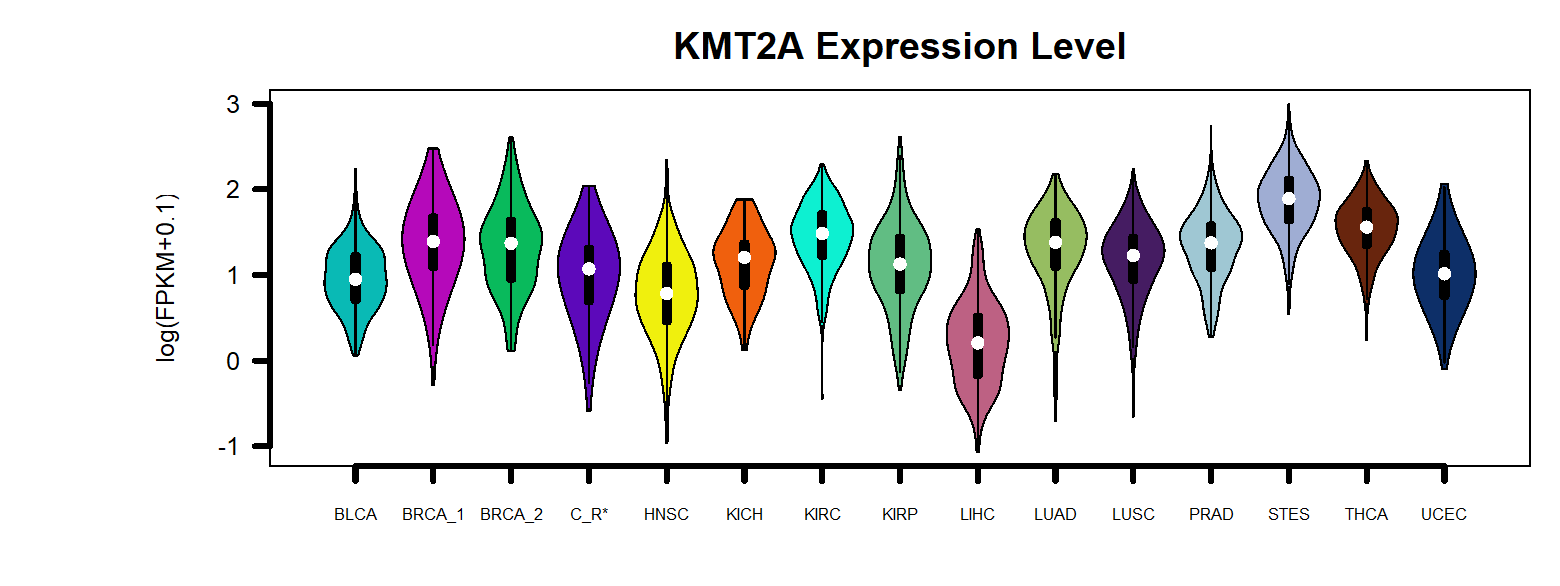 KMT2A Expression Level
log(FPKM+0.1)
3
2
1
0
-1
BLCA BRCA_1 BRCA_2 C_R* HNSC KICH KIRC KIRP LIHC LUAD LUSC PRAD STES THCA UCEC